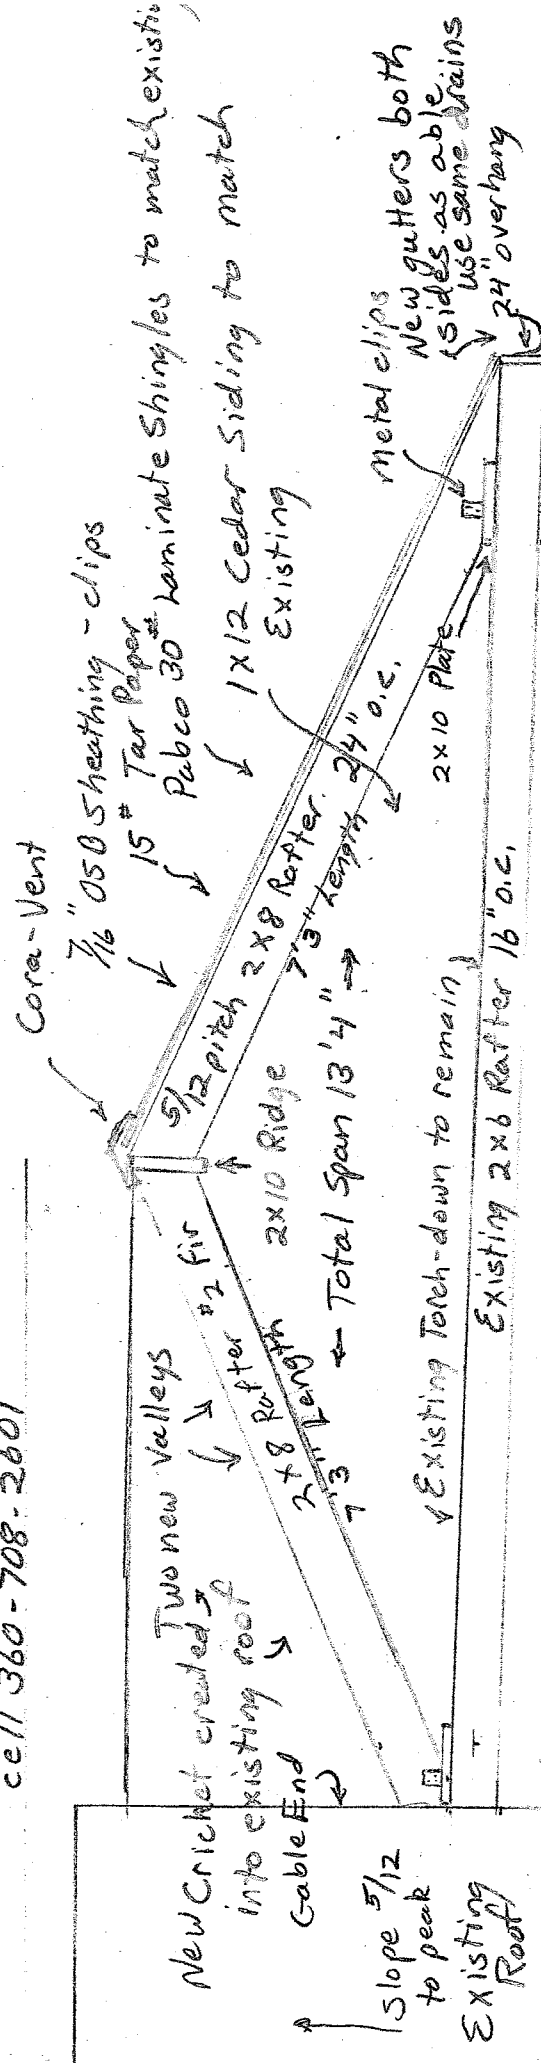 cell 360-708-2601
Cora-Vent
7/16" OSB Sheathing - clips
15# Tar Paper
Pabco 30# Laminate Shingles to match existing
1x12 Cedar Siding to match
Existing
Metal clips
New gutters both
sides as able
use same drains
24" overhang
5/12 pitch 2x8 Rafter 24" o.c.
7'3" Length
2x10 Plate
2x10 Ridge
← Total Span 13'4" →
Two new Valleys
New Cricket created
into existing roof
2x8 Rafter #2 fir
7'3" Length
Gable End
Existing Torch-down to remain
Existing 2x6 Rafter 16" o.c.
Slope 5/12
to peak
Existing
Roof